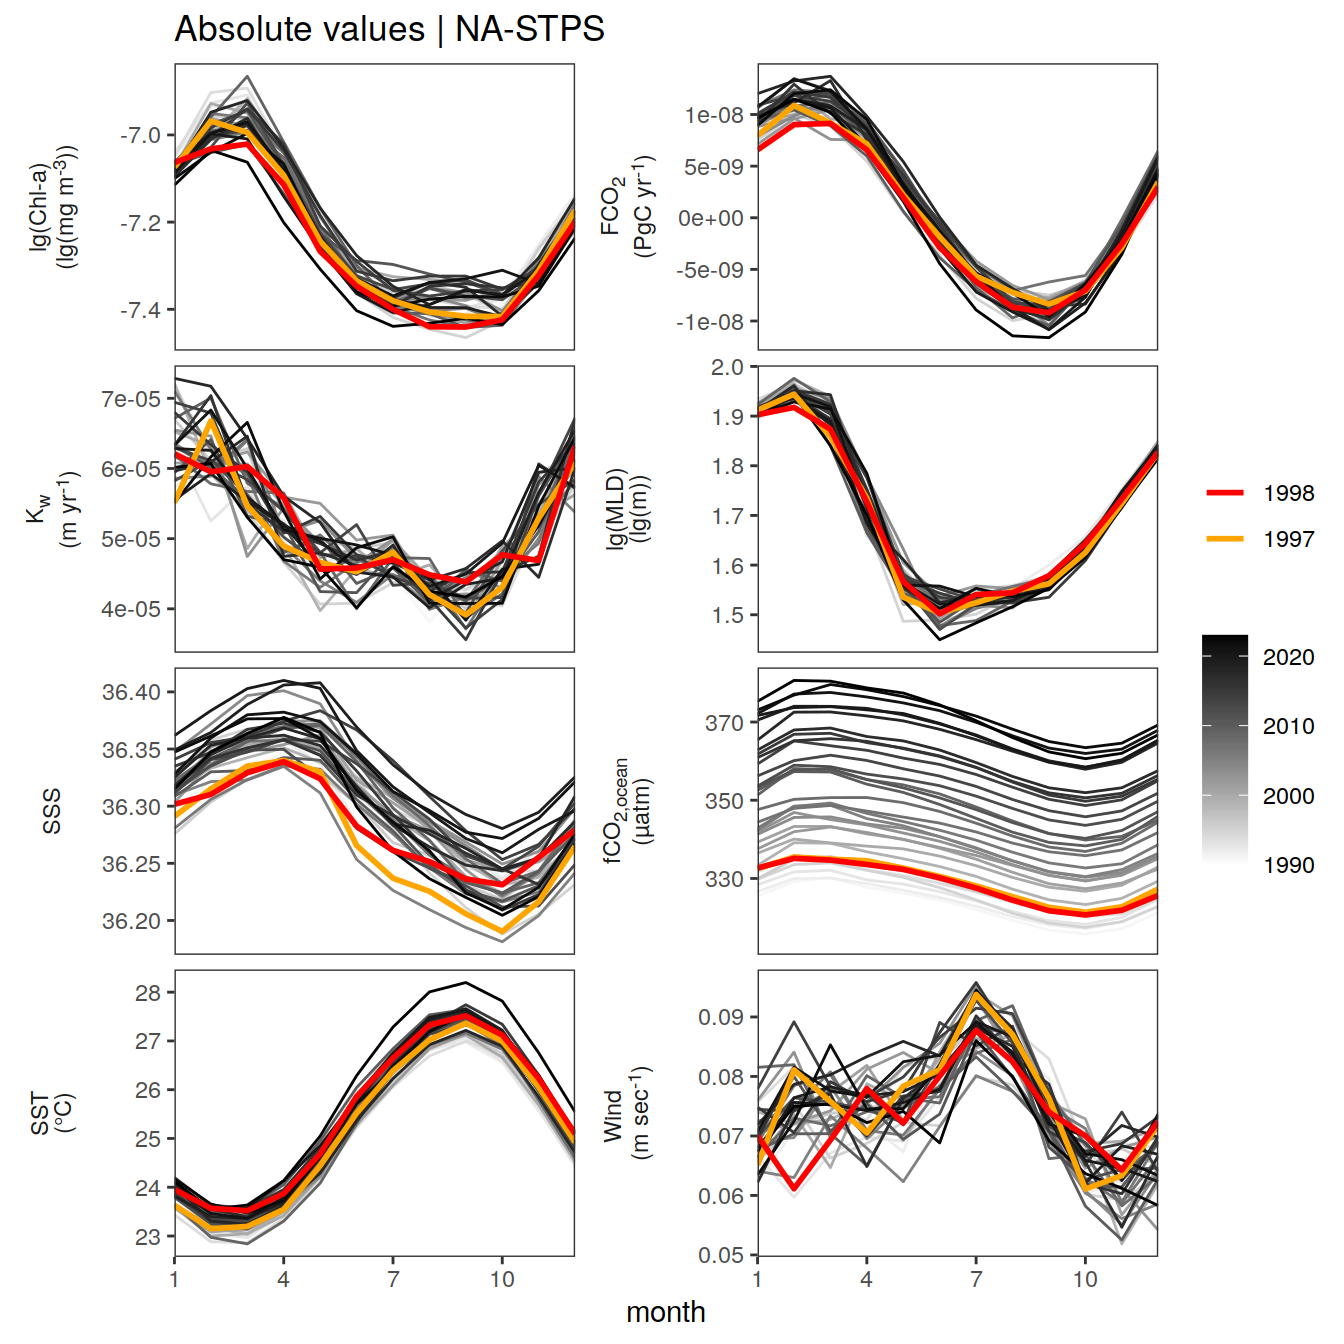 Absolute values | NA-STPS
lg(Chl-a)
(lg(mg m-3))
-7.0
-7.2
-7.4
FCO2
(PgC yr-1)
1e-08
5e-09
0e+00
-5e-09
-1e-08
Kw
(m yr-1)
7e-05
6e-05
5e-05
4e-05
lg(MLD)
(lg(m))
2.0
1.9
1.8
1.7
1.6
1.5
SSS
36.40
36.35
36.30
36.25
36.20
fCO2,ocean
(µatm)
370
350
330
SST
(°C)
28
27
26
25
24
23
Wind
(m sec-1)
0.09
0.08
0.07
0.06
0.05
1 4 7 10
1 4 7 10
month
1998
1997
2020
2010
2000
1990